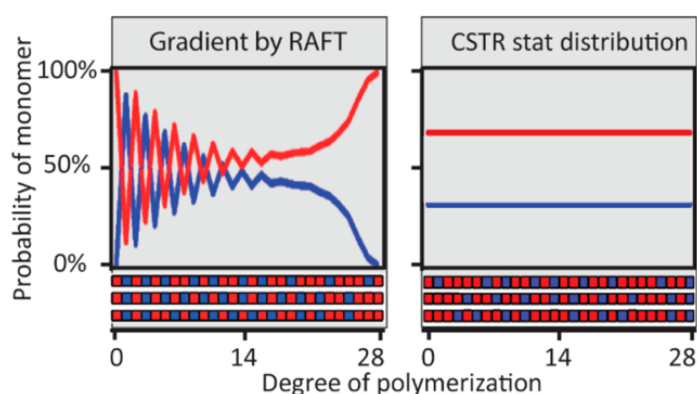 Gradient by RAFT
CSTR stat distribution
Probability of monomer
100%
50%
0%
0 14 28
0 14 28
Degree of polymerization